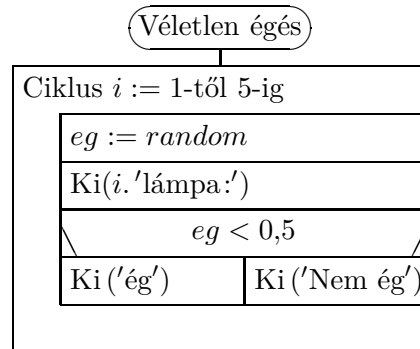 Véletlen égés
Ciklus i := 1-től 5-ig
eg := random
Ki(i.'lámpa:')
eg < 0,5
Ki ('ég')
Ki ('Nem ég')